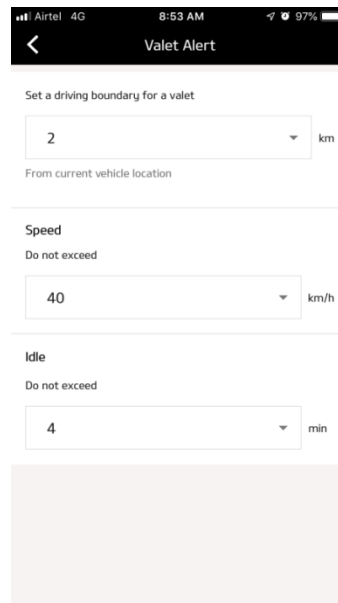 Airtel 4G 8:53 AM 97%
Valet Alert
Set a driving boundary for a valet
2 km
From current vehicle location
Speed
Do not exceed
40 km/h
Idle
Do not exceed
4 min